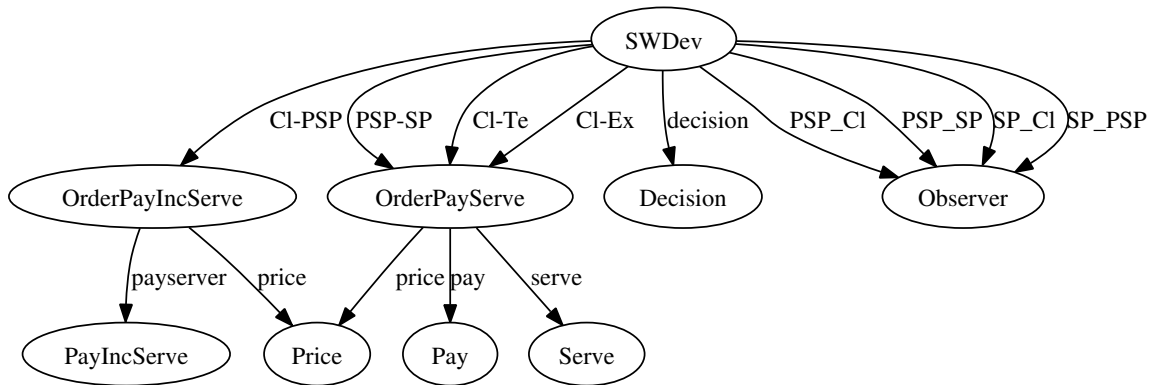 SWDev
Cl-PSP PSP-SP Cl-Te Cl-Ex decision PSP_Cl PSP_SP SP_Cl SP_PSP
OrderPayIncServe OrderPayServe Decision Observer
payserver price price pay serve
PayIncServe Price Pay Serve